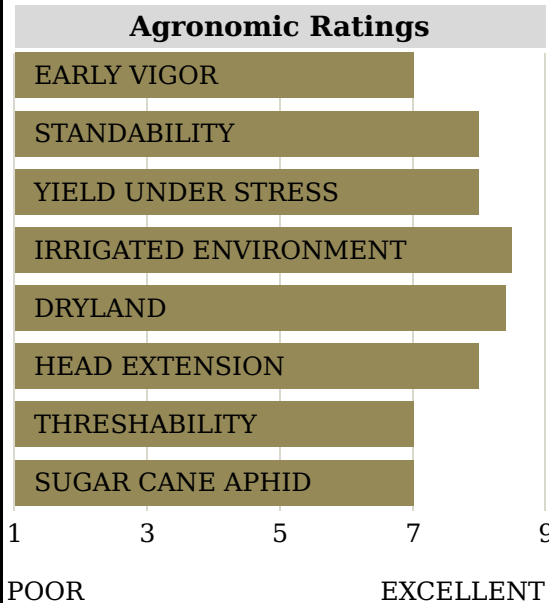 Agronomic Ratings
EARLY VIGOR
STANDABILITY
YIELD UNDER STRESS
IRRIGATED ENVIRONMENT
DRYLAND
HEAD EXTENSION
THRESHABILITY
SUGAR CANE APHID
1 3 5 7 9
POOR EXCELLENT